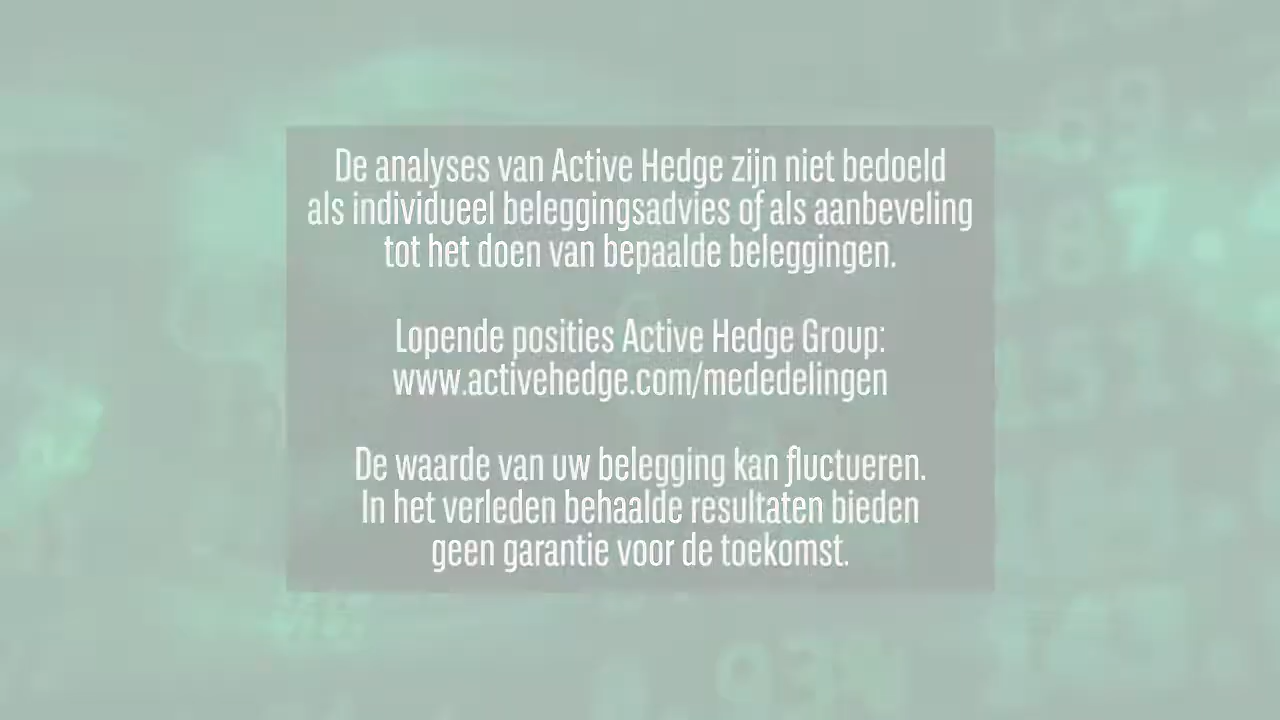 De analyses van Active Hedge zijn niet bedoeld
als individueel beleggingsadvies of als aanbeveling
tot het doen van bepaalde beleggingen.
Lopende posities Active Hedge Group:
www.activehedge.com/mededelingen
De waarde van uw belegging kan fluctueren.
In het verleden behaalde resultaten bieden
geen garantie voor de toekomst.